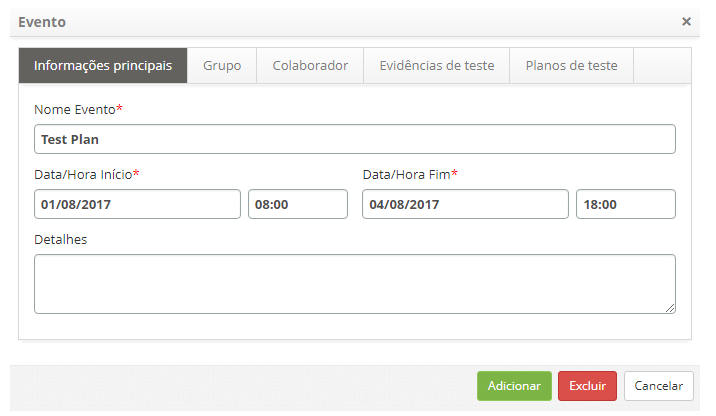 Evento ×
Informações principais Grupo Colaborador Evidências de teste Planos de teste
Nome Evento*
Test Plan
Data/Hora Início* Data/Hora Fim*
01/08/2017 08:00 04/08/2017 18:00
Detalhes
Adicionar Excluir Cancelar